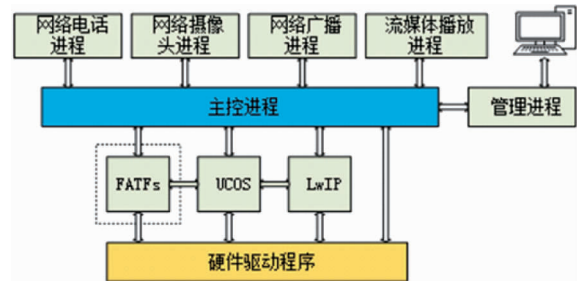 网络电话
进程
网络摄像
头进程
网络广播
进程
流媒体播放
进程
主控进程
管理进程
FATFs
UCOS
LwIP
硬件驱动程序